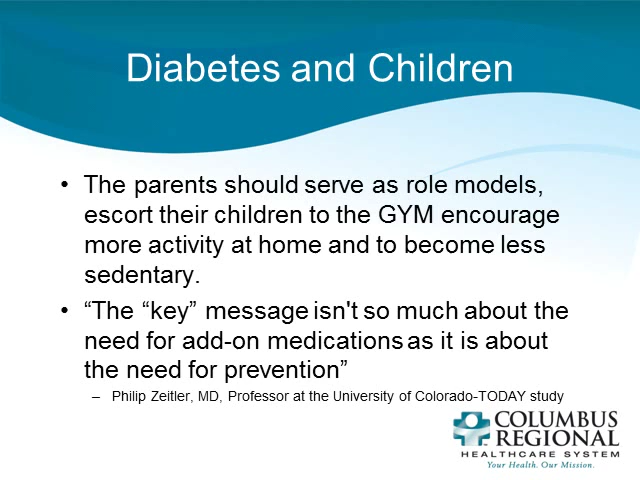 Diabetes and Children
• The parents should serve as role models,
escort their children to the GYM encourage
more activity at home and to become less
sedentary.
• “The “key” message isn't so much about the
need for add-on medications as it is about
the need for prevention”
– Philip Zeitler, MD, Professor at the University of Colorado-TODAY study
COLUMBUS
REGIONAL
HEALTHCARE SYSTEM
Your Health. Our Mission.